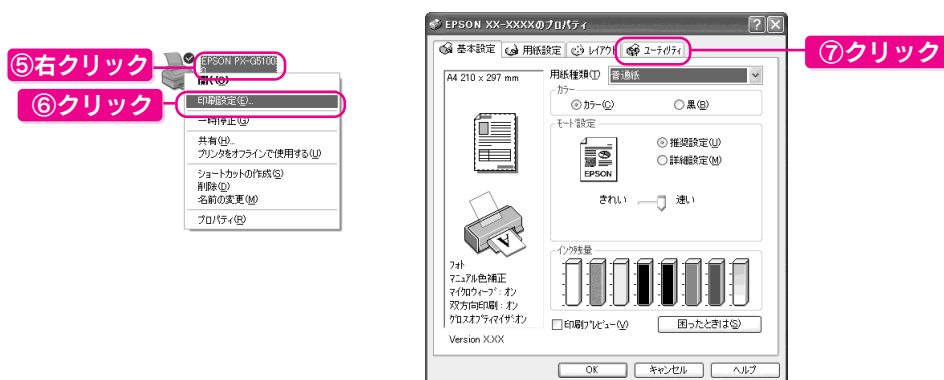 ⑤右クリック
EPSON PX-G5100
開く(O)
⑥クリック
印刷設定(E)...
一時停止(G)
共有(H)...
プリンタをオフラインで使用する(U)
ショートカットの作成(S)
削除(D)
名前の変更(M)
プロパティ(R)
EPSON XX-XXXXのプロパティ
基本設定
用紙設定
レイアウト
ユーティリティ
⑦クリック
A4 210 x 297 mm
用紙種類(T)
普通紙
カラー
カラー(C)
黒(B)
モード設定
EPSON
推奨設定(U)
詳細設定(M)
きれい
速い
インク残量
フォト
マニュアル色補正
マイクロウィーブ：オン
双方向印刷：オン
グロスオプティマイザ：オン
印刷プレビュー(V)
困ったときは(S)
Version X.XX
OK
キャンセル
ヘルプ